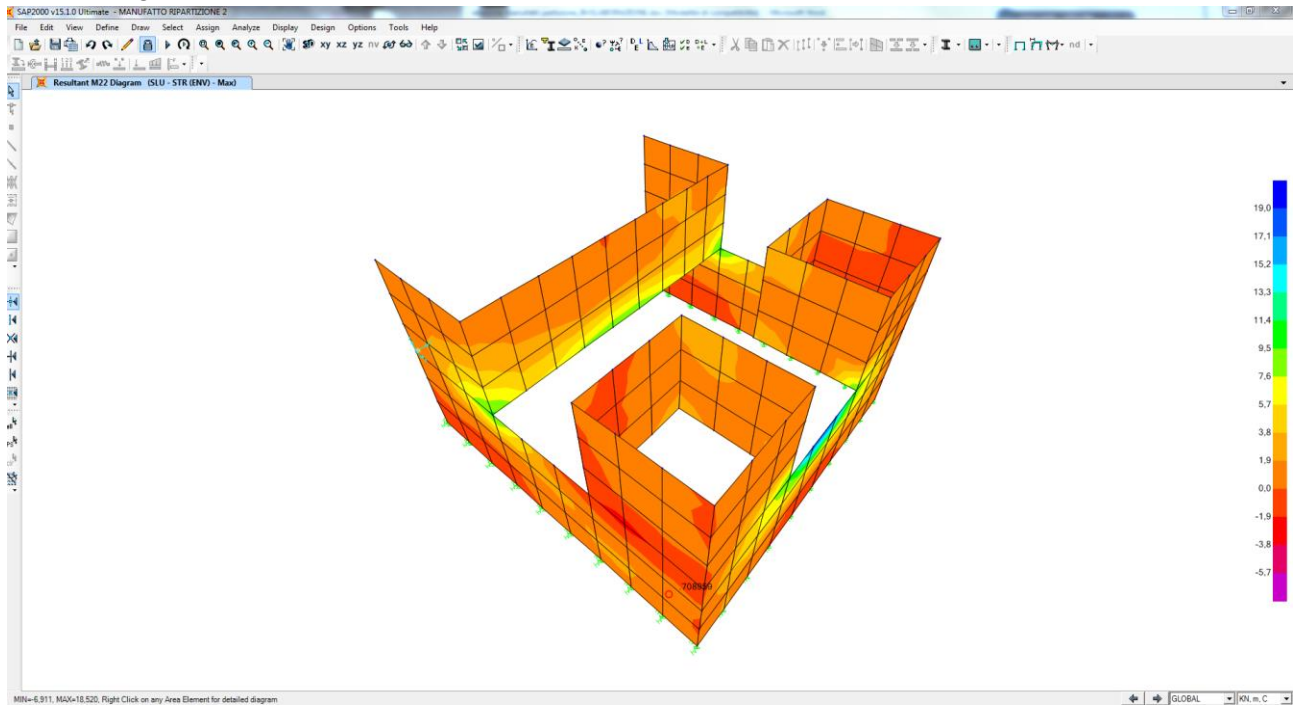 SAP2000 v15.1.0 Ultimate - MANUFATTO RIPARTIZIONE 2
File Edit View Define Draw Select Assign Analyze Display Design Options Tools Help
xy xz yz nv nd
Resultant M22 Diagram (SLU - STR (ENV) - Max)
19,0
17,1
15,2
13,3
11,4
9,5
7,6
5,7
3,8
1,9
0,0
-1,9
-3,8
-5,7
MIN=-6,911, MAX=18,520, Right Click on any Area Element for detailed diagram
GLOBAL
KN, m, C